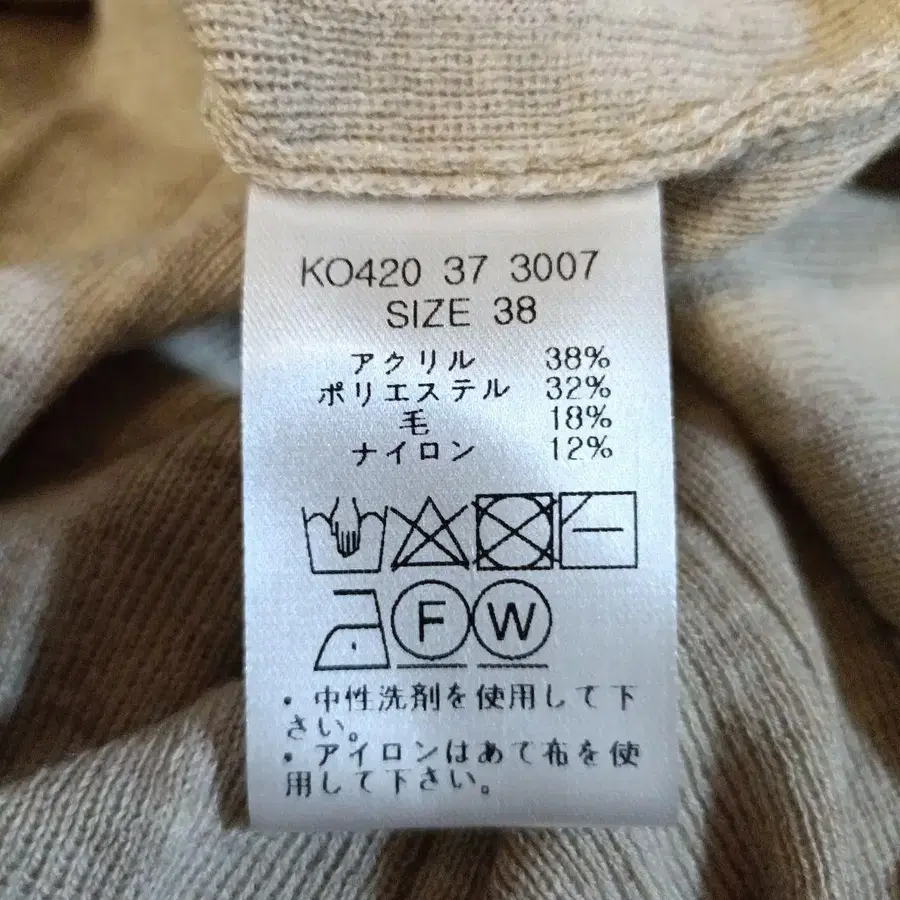 KO420 37 3007
SIZE 38
アクリル 38%
ポリエステル 32%
毛 18%
ナイロン 12%
F W
・中性洗剤を使用して下
さい。
・アイロンはあて布を使
用して下さい。